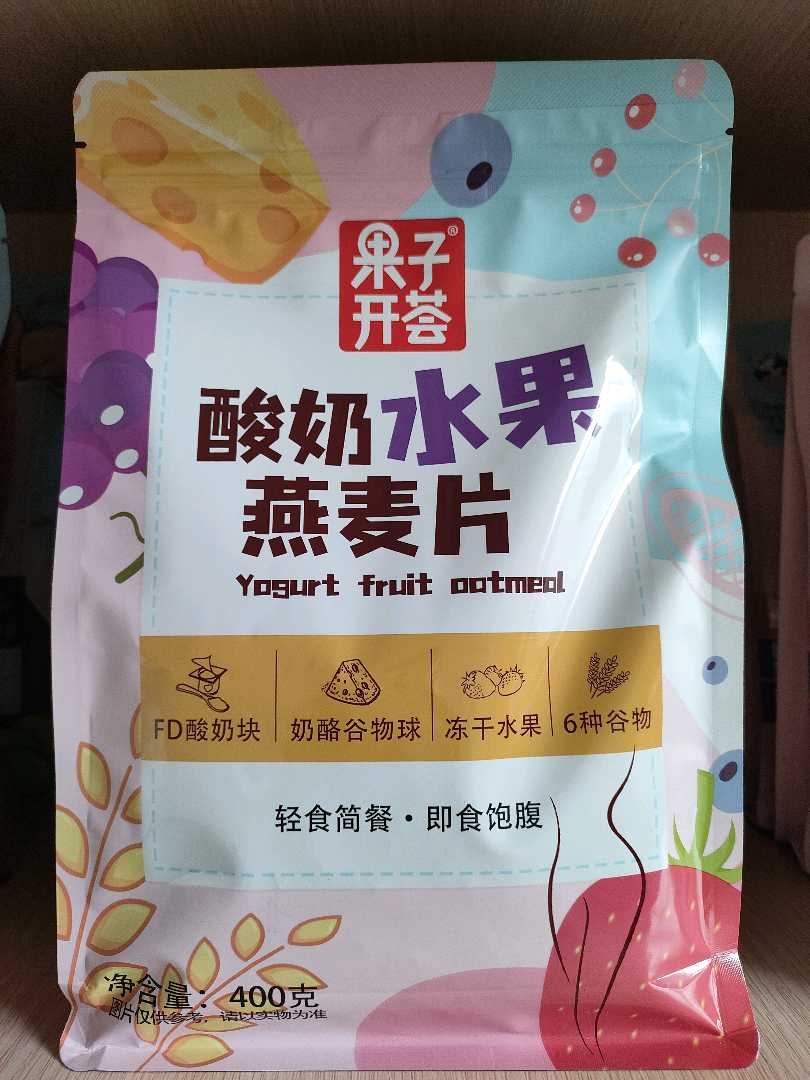 果子®
开荟
酸奶水果
燕麦片
Yogurt fruit oatmeal
FD酸奶块 奶酪谷物球 冻干水果 6种谷物
轻食简餐·即食饱腹
净含量：400克
图片仅供参考，请以实物为准